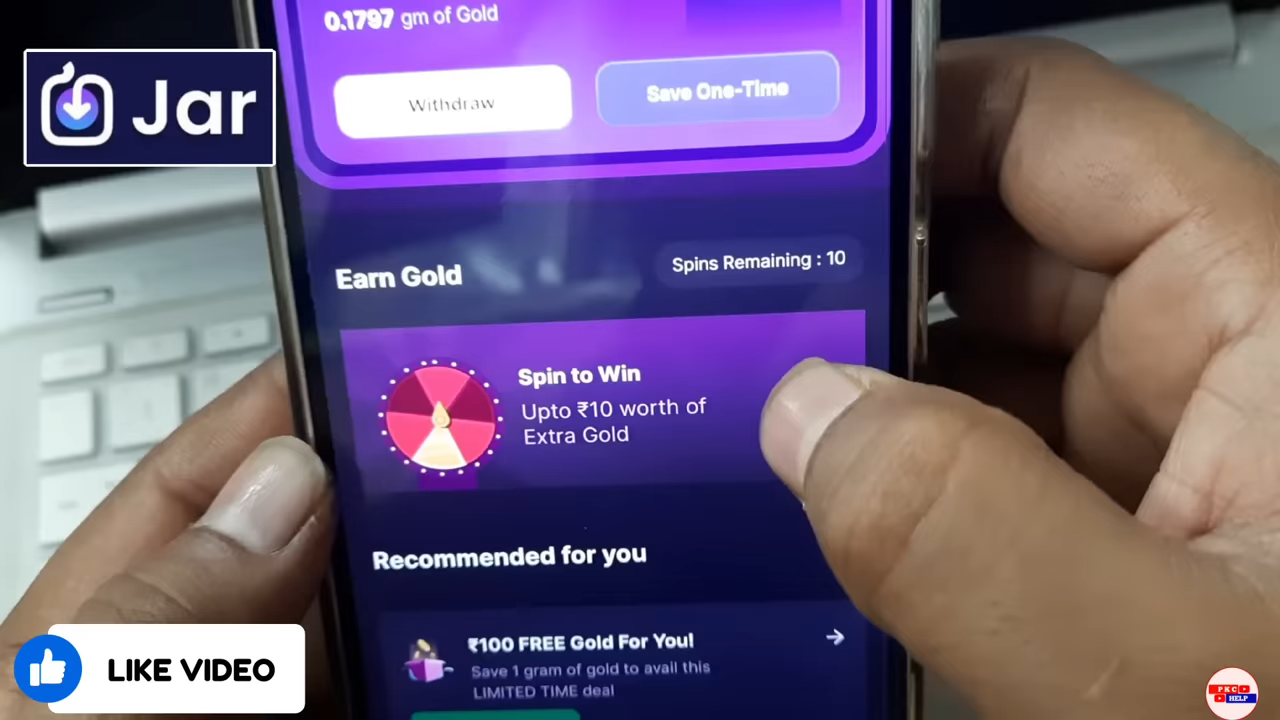 0.1797 gm of Gold
Jar
Withdraw
Save One-Time
Earn Gold
Spins Remaining : 10
Spin to Win
Upto ₹10 worth of
Extra Gold
Recommended for you
₹100 FREE Gold For You!
Save 1 gram of gold to avail this
LIMITED TIME deal
LIKE VIDEO
PKC
HELP